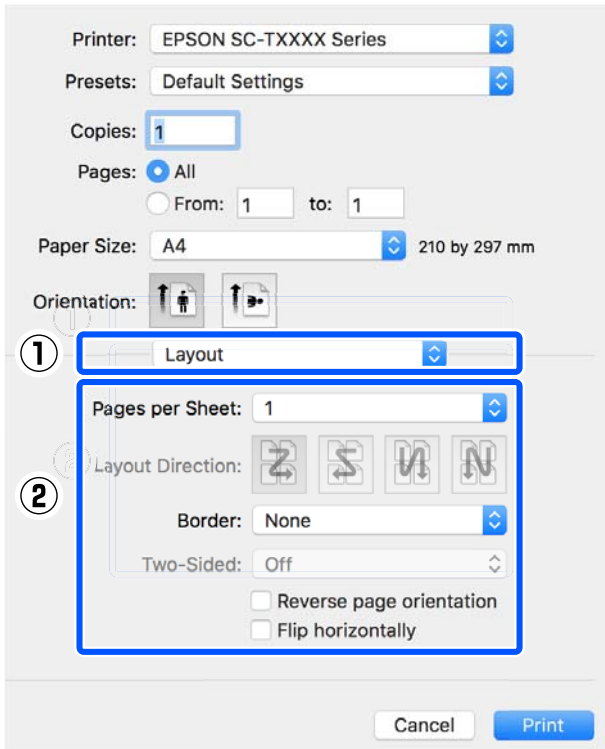 Printer: EPSON SC-TXXXX Series
Presets: Default Settings
Copies: 1
Pages: All
From: 1 to: 1
Paper Size: A4 210 by 297 mm
Orientation:
① Layout
Pages per Sheet: 1
② Layout Direction:
Border: None
Two-Sided: Off
Reverse page orientation
Flip horizontally
Cancel Print